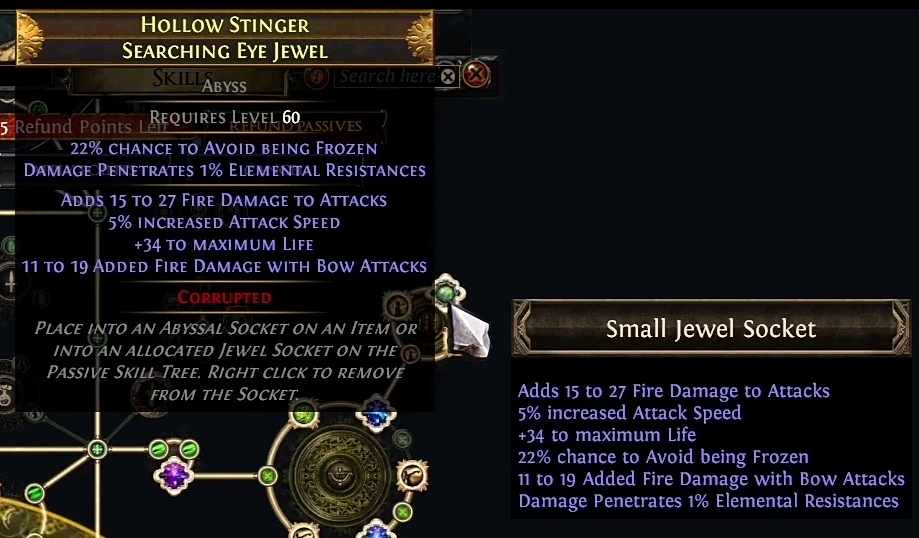 Hollow Stinger
Searching Eye Jewel
Skills
Search here
Abyss
Requires Level 60
5 Refund Points Left
Refund Passives
22% chance to Avoid being Frozen
Damage Penetrates 1% Elemental Resistances
Adds 15 to 27 Fire Damage to Attacks
5% increased Attack Speed
+34 to maximum Life
11 to 19 Added Fire Damage with Bow Attacks
Corrupted
Place into an Abyssal Socket on an Item or
into an allocated Jewel Socket on the
Passive Skill Tree. Right click to remove
from the Socket.
Small Jewel Socket
Adds 15 to 27 Fire Damage to Attacks
5% increased Attack Speed
+34 to maximum Life
22% chance to Avoid being Frozen
11 to 19 Added Fire Damage with Bow Attacks
Damage Penetrates 1% Elemental Resistances